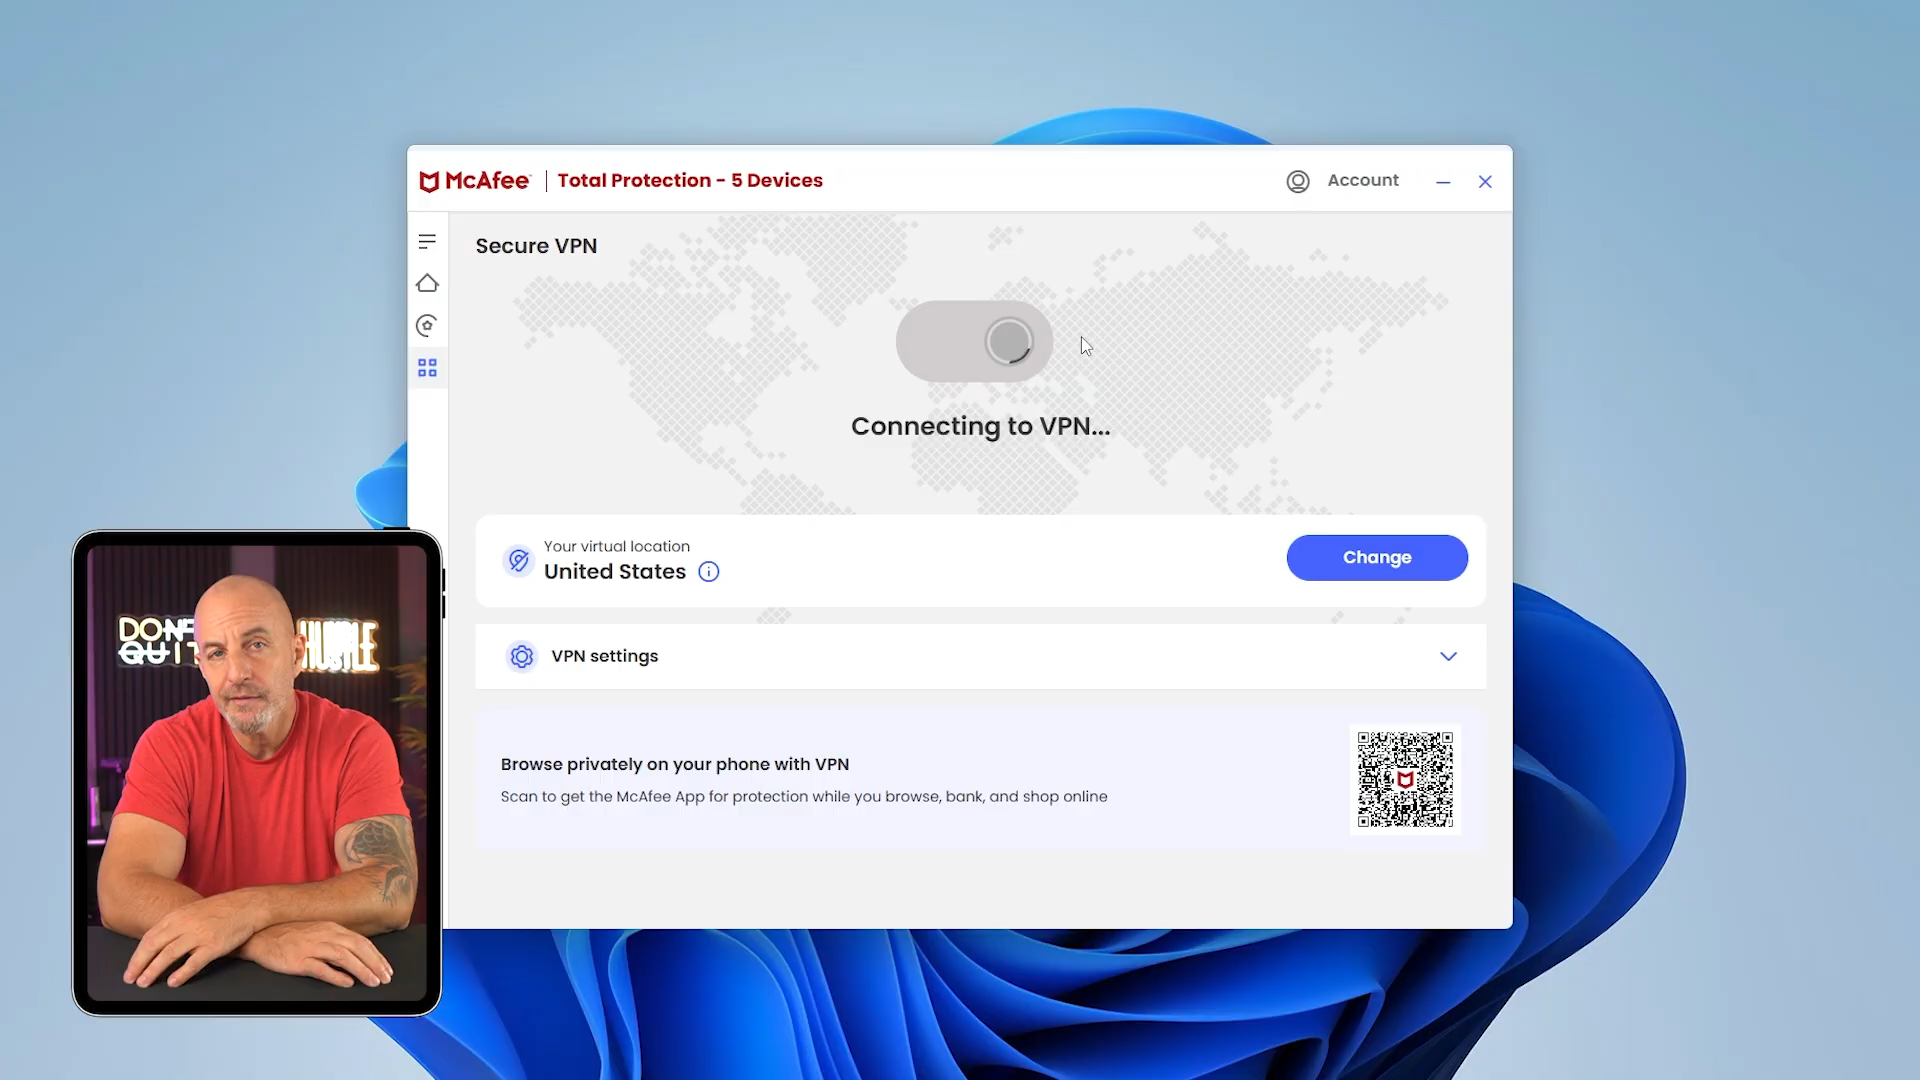 McAfee
Total Protection - 5 Devices
Account
Secure VPN
Connecting to VPN...
Your virtual location
United States
Change
VPN settings
Browse privately on your phone with VPN
Scan to get the McAfee App for protection while you browse, bank, and shop online
QUIT
HUSTLE